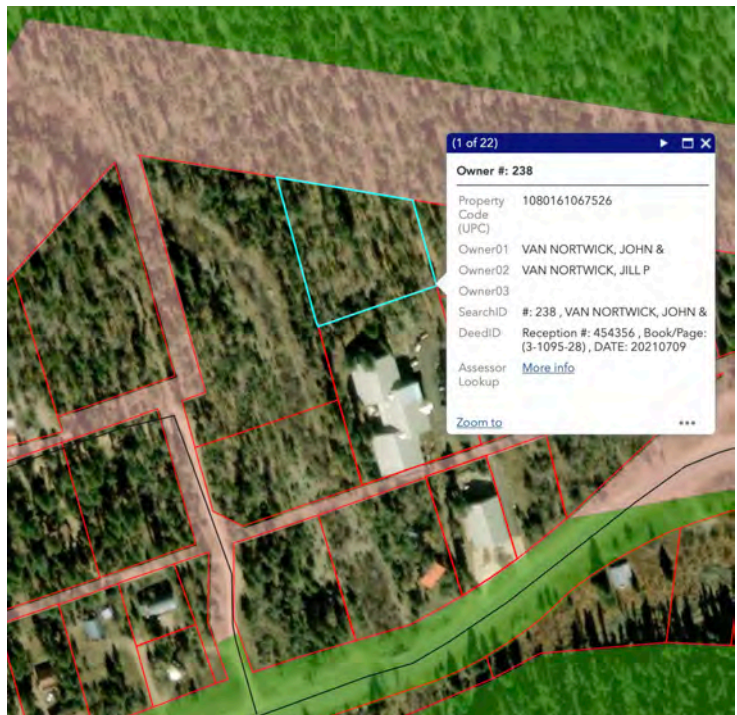 (1 of 22)
Owner #: 238
Property Code (UPC) 1080161067526
Owner01 VAN NORTWICK, JOHN &
Owner02 VAN NORTWICK, JILL P
Owner03
SearchID #: 238 , VAN NORTWICK, JOHN &
DeedID Reception #: 454356 , Book/Page:
(3-1095-28) , DATE: 20210709
Assessor Lookup More info
Zoom to